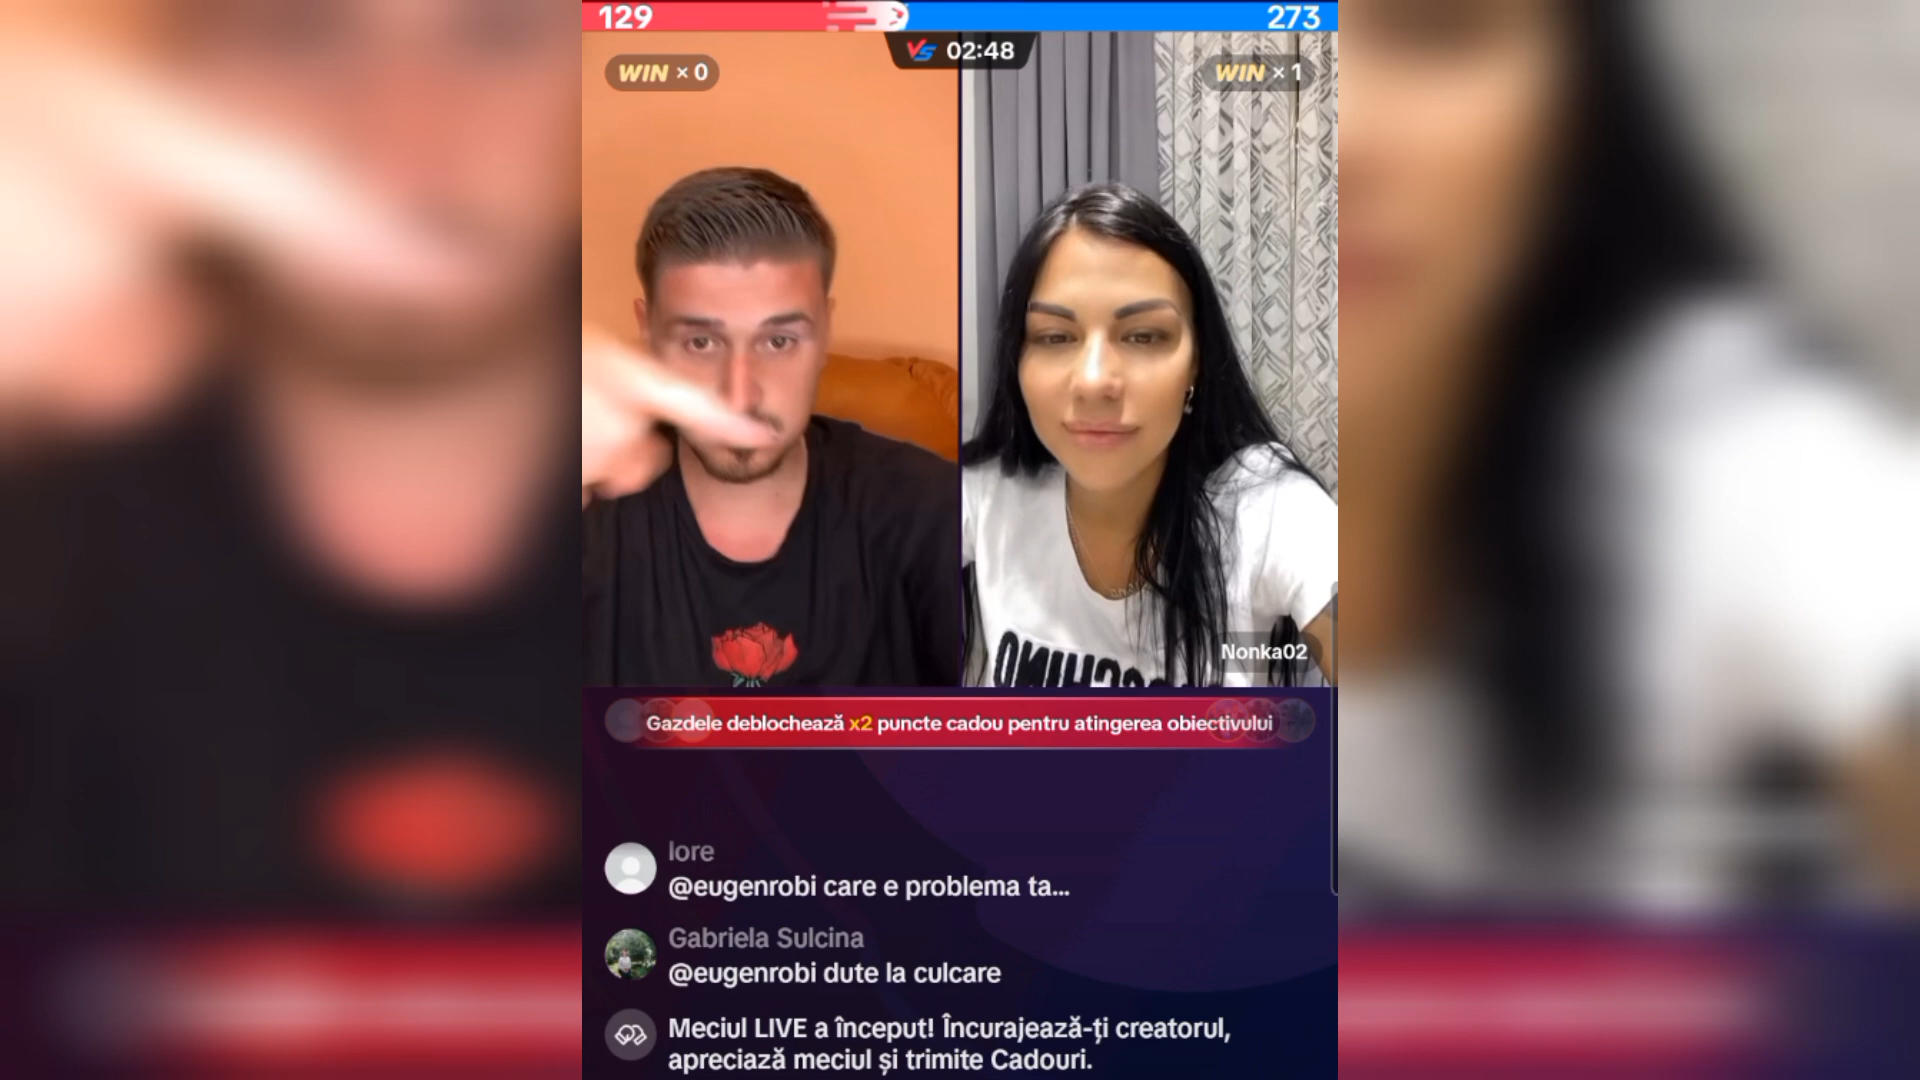 129
273
VS 02:48
WIN × 0
WIN × 1
Nonka02
Gazdele deblochează x2 puncte cadou pentru atingerea obiectivului
lore
@eugenrobi care e problema ta...
Gabriela Sulcina
@eugenrobi dute la culcare
Meciul LIVE a început! Încurajează-ți creatorul,
apreciază meciul și trimite Cadouri.